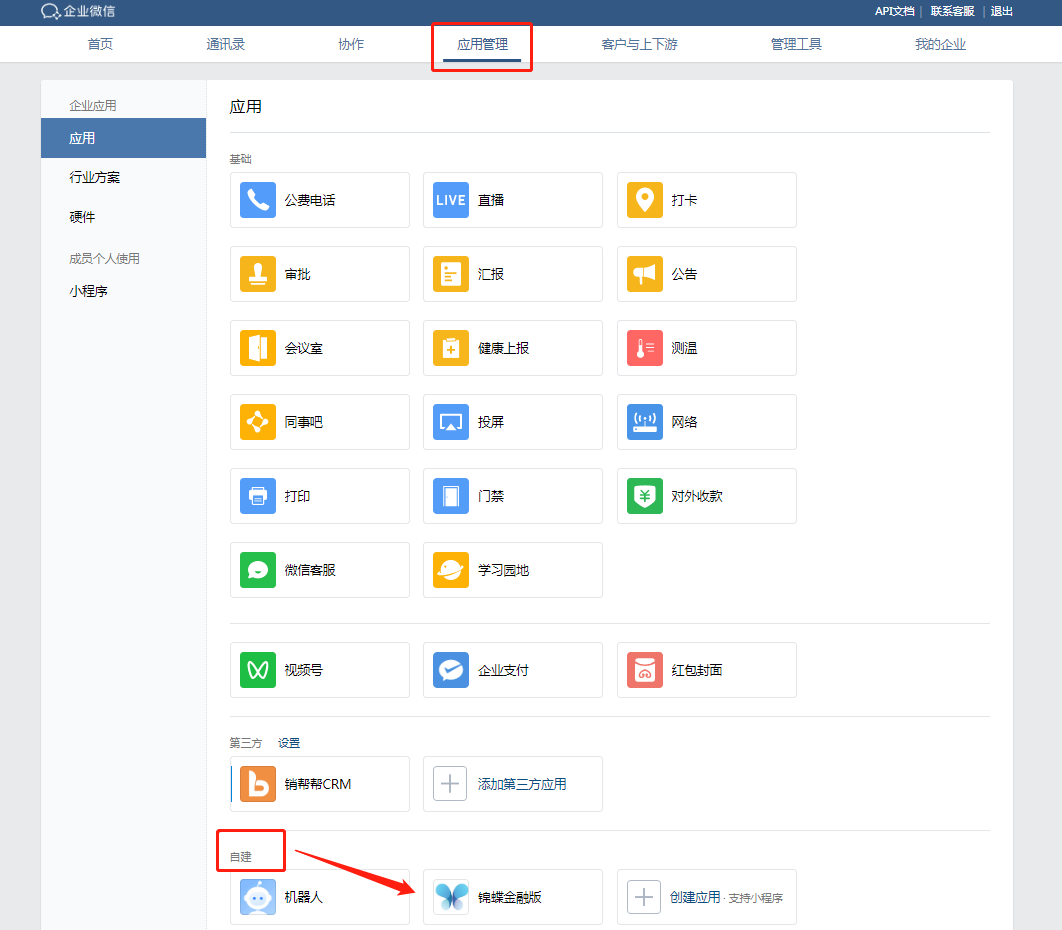 企业微信
API文档 | 联系客服 | 退出
首页 通讯录 协作 应用管理 客户与上下游 管理工具 我的企业
企业应用
应用
行业方案
硬件
成员个人使用
小程序
应用
基础
公费电话 LIVE 直播 打卡
审批 汇报 公告
会议室 健康上报 测温
同事吧 投屏 网络
打印 门禁 对外收款
微信客服 学习园地
视频号 企业支付 红包封面
第三方 设置
销帮帮CRM 添加第三方应用
自建
机器人 锦蝶金融版 创建应用 · 支持小程序